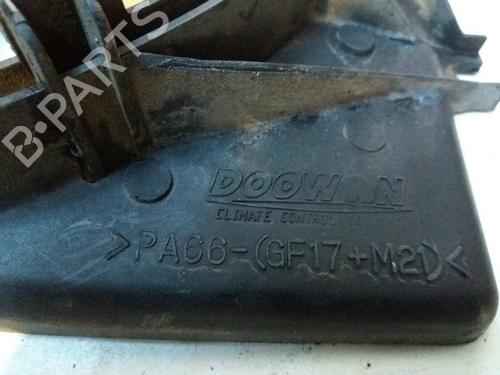 B-PARTS
DOOWON
CLIMATE CONTROL
>PA66-(GF17+M21)<